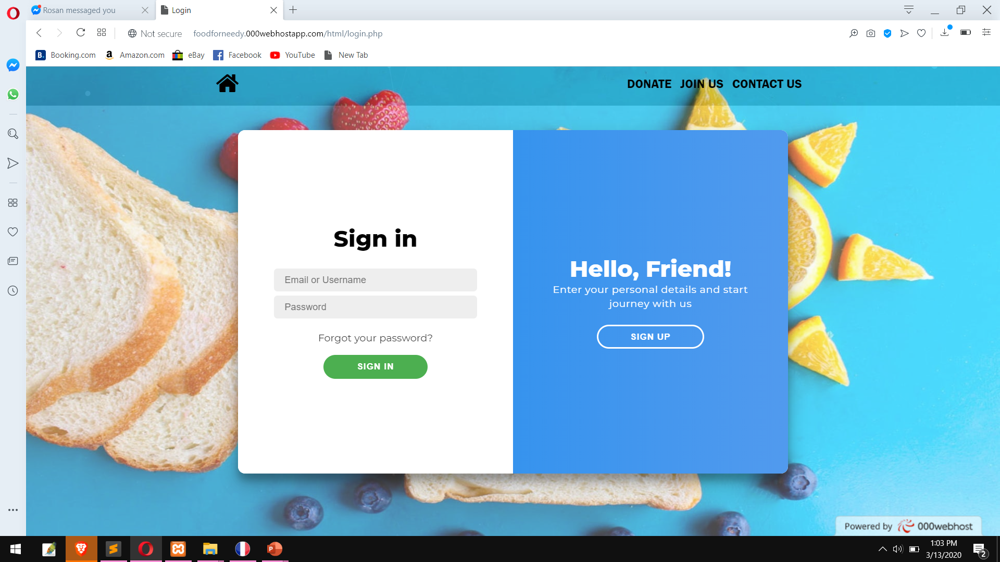 Rosan messaged you
Login
Not secure
foodforneedy.000webhostapp.com/html/login.php
B. Booking.com
a Amazon.com
eBay
Facebook
YouTube
New Tab
DONATE JOIN US CONTACT US
Sign in
Email or Username
Password
Forgot your password?
SIGN IN
Hello, Friend!
Enter your personal details and start
journey with us
SIGN UP
Powered by 000webhost
1:03 PM
3/13/2020
2